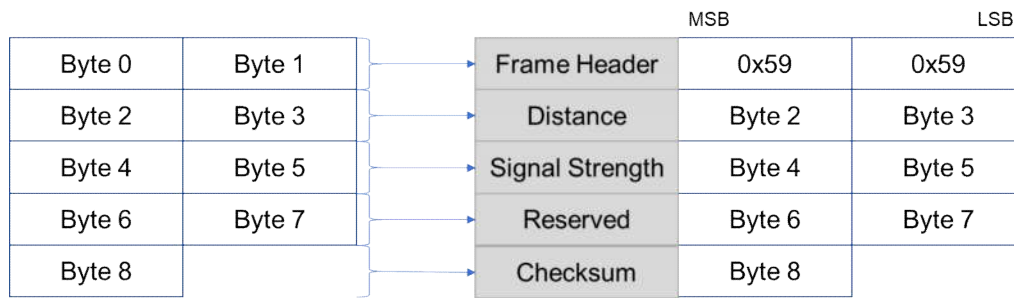 MSB LSB
Byte 0 Byte 1 Frame Header 0x59 0x59
Byte 2 Byte 3 Distance Byte 2 Byte 3
Byte 4 Byte 5 Signal Strength Byte 4 Byte 5
Byte 6 Byte 7 Reserved Byte 6 Byte 7
Byte 8 Checksum Byte 8